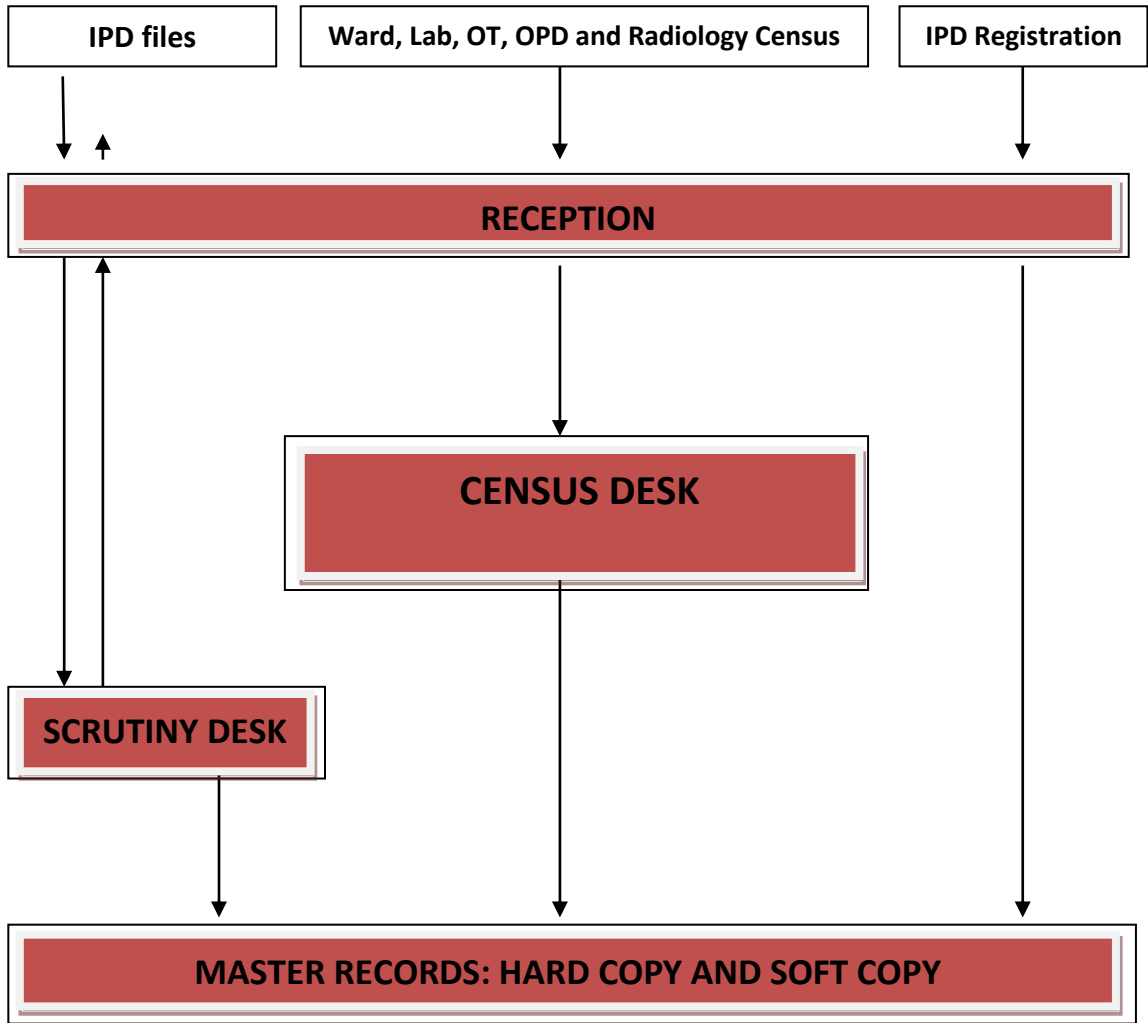 IPD files
Ward, Lab, OT, OPD and Radiology Census
IPD Registration
RECEPTION
CENSUS DESK
SCRUTINY DESK
MASTER RECORDS: HARD COPY AND SOFT COPY